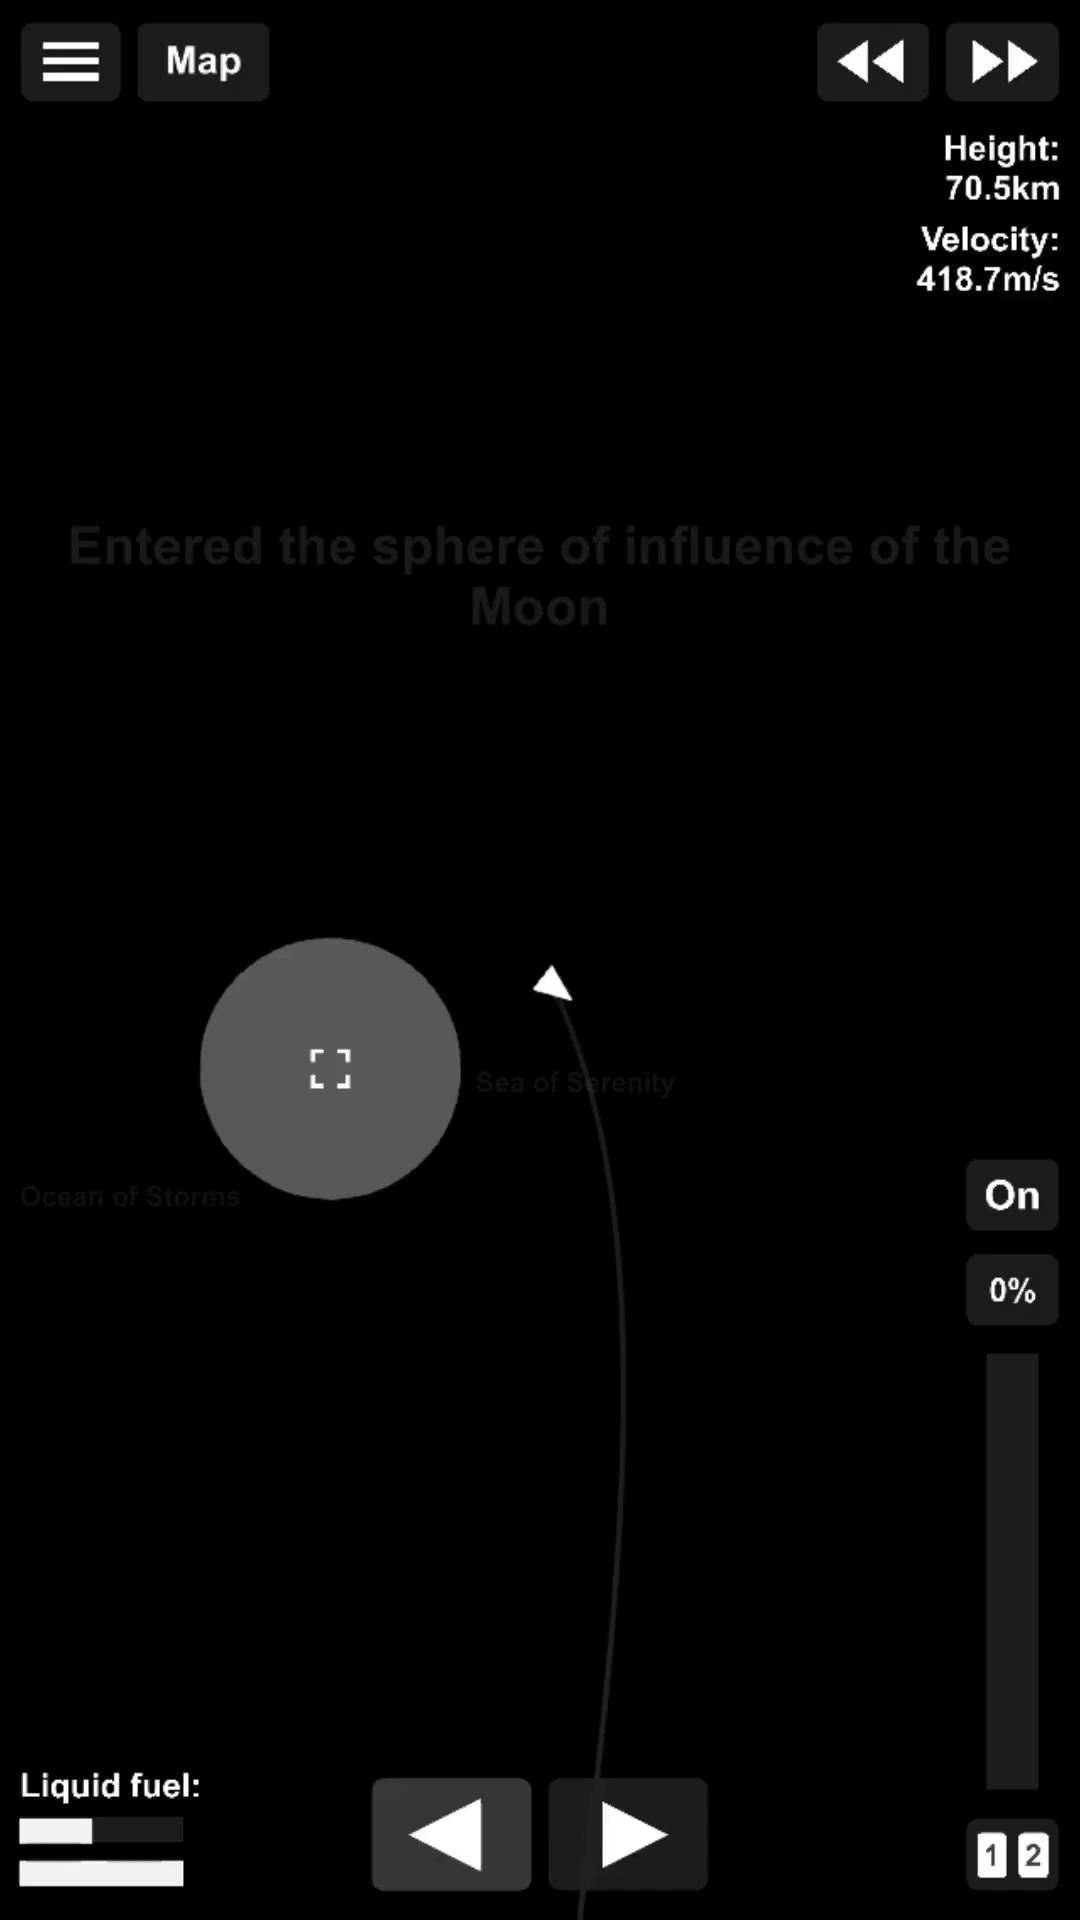 Map
Height:
70.5km
Velocity:
418.7m/s
Entered the sphere of influence of the
Moon
Sea of Serenity
Ocean of Storms
On
0%
Liquid fuel:
1 2